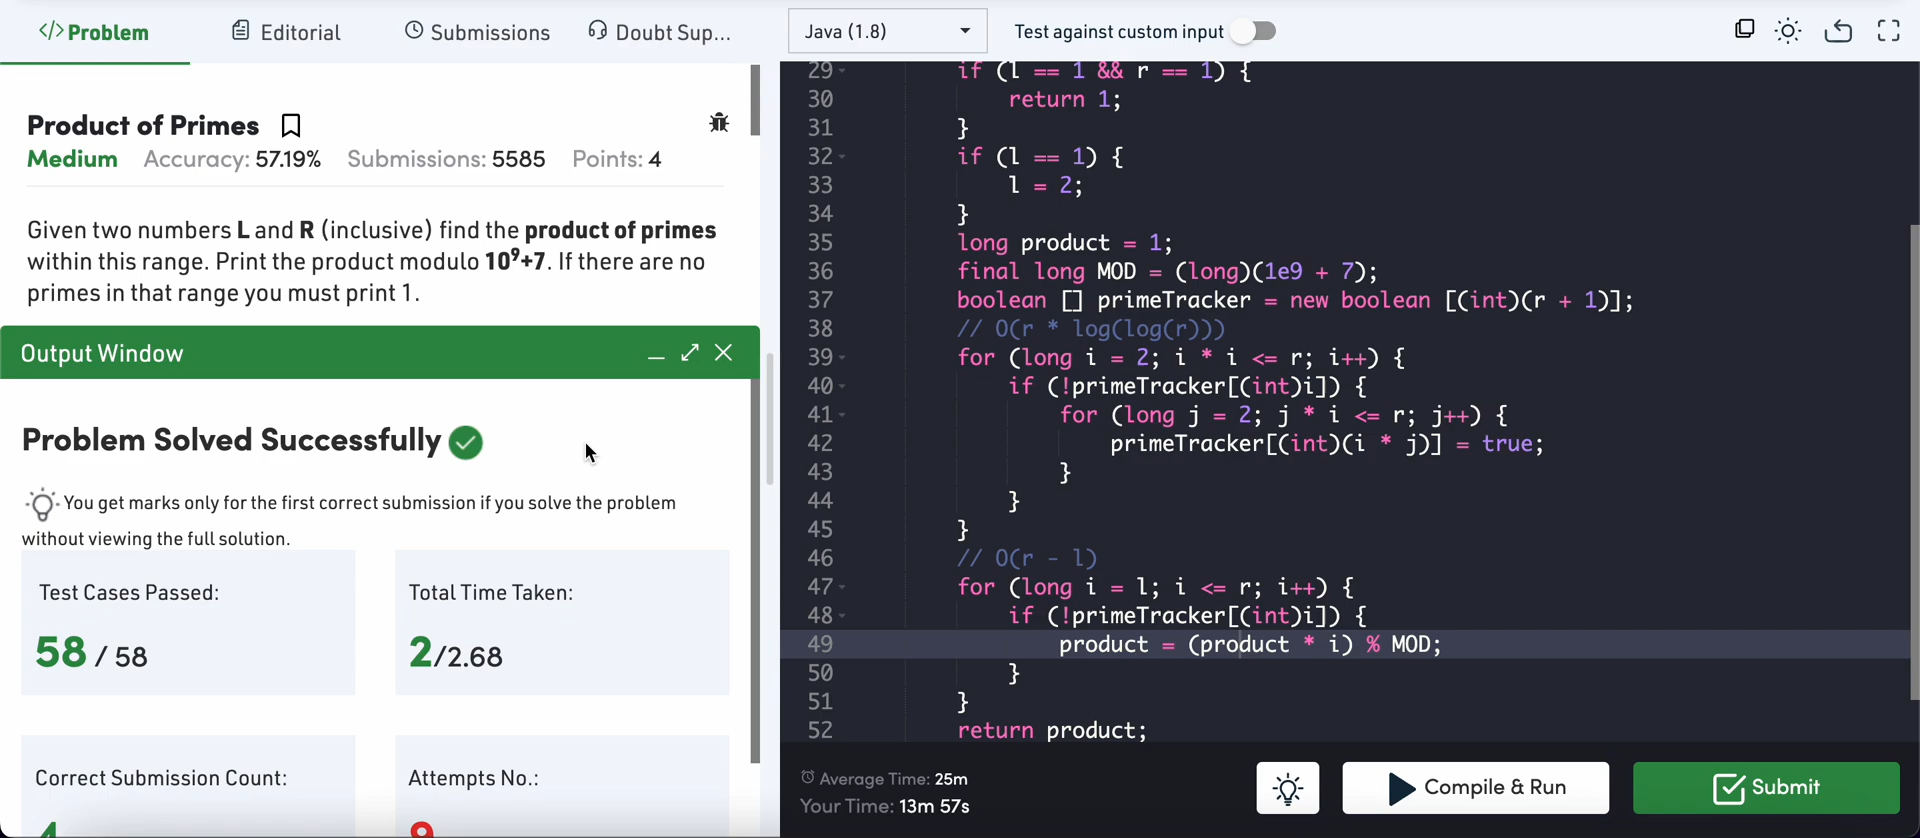 </>Problem
Editorial
Submissions
Doubt Sup...
Java (1.8)
Test against custom input
Product of Primes
Medium Accuracy: 57.19% Submissions: 5585 Points: 4
Given two numbers L and R (inclusive) find the product of primes
within this range. Print the product modulo 10⁹+7. If there are no
primes in that range you must print 1.
Output Window
Problem Solved Successfully
You get marks only for the first correct submission if you solve the problem
without viewing the full solution.
Test Cases Passed:
58 / 58
Total Time Taken:
2/2.68
Correct Submission Count:
4
Attempts No.:
29 if (l == 1 && r == 1) {
30 return 1;
31 }
32 if (l == 1) {
33 l = 2;
34 }
35 long product = 1;
36 final long MOD = (long)(1e9 + 7);
37 boolean [] primeTracker = new boolean [(int)(r + 1)];
38 // O(r * log(log(r)))
39 for (long i = 2; i * i <= r; i++) {
40 if (!primeTracker[(int)i]) {
41 for (long j = 2; j * i <= r; j++) {
42 primeTracker[(int)(i * j)] = true;
43 }
44 }
45 }
46 // O(r - l)
47 for (long i = l; i <= r; i++) {
48 if (!primeTracker[(int)i]) {
49 product = (product * i) % MOD;
50 }
51 }
52 return product;
Average Time: 25m
Your Time: 13m 57s
Compile & Run
Submit